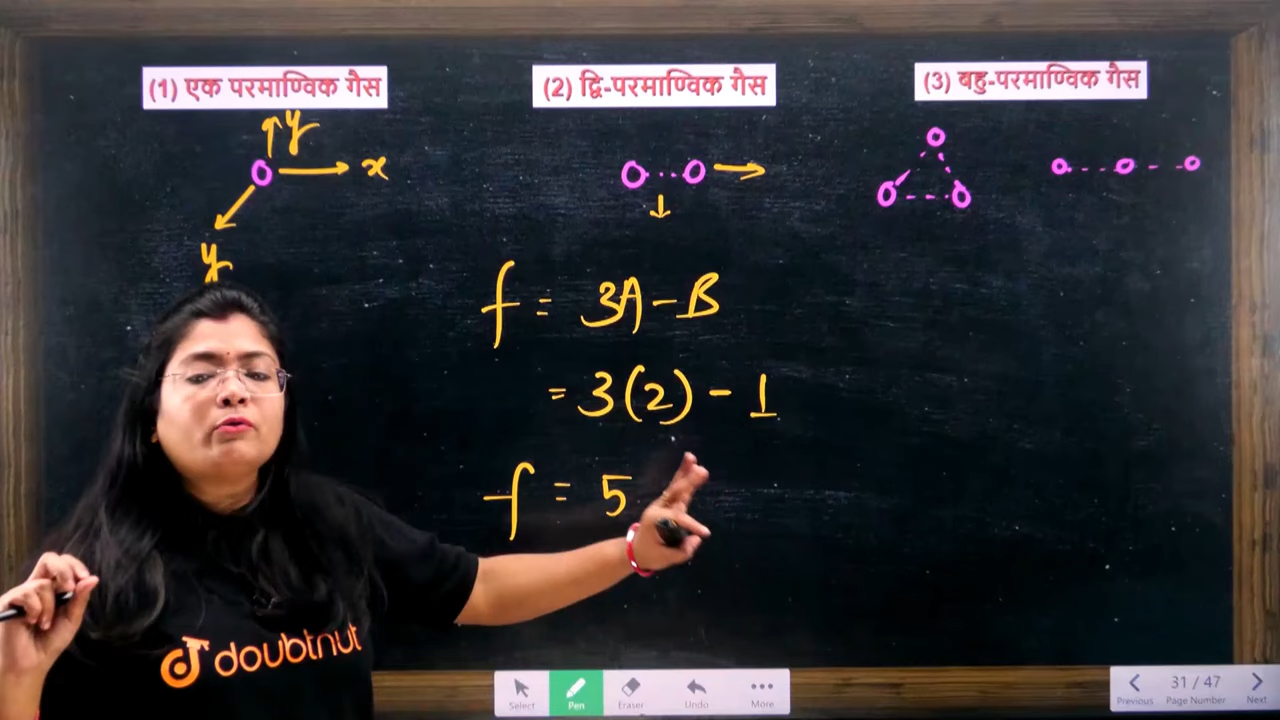 (1) एक परमाण्विक गैस
(2) द्वि-परमाण्विक गैस
(3) बहु-परमाण्विक गैस
y
x
y
f = 3A - B
= 3(2) - 1
f = 5
doubtnut
Select
Pen
Eraser
Undo
More
Previous
31 / 47
Page Number
Next